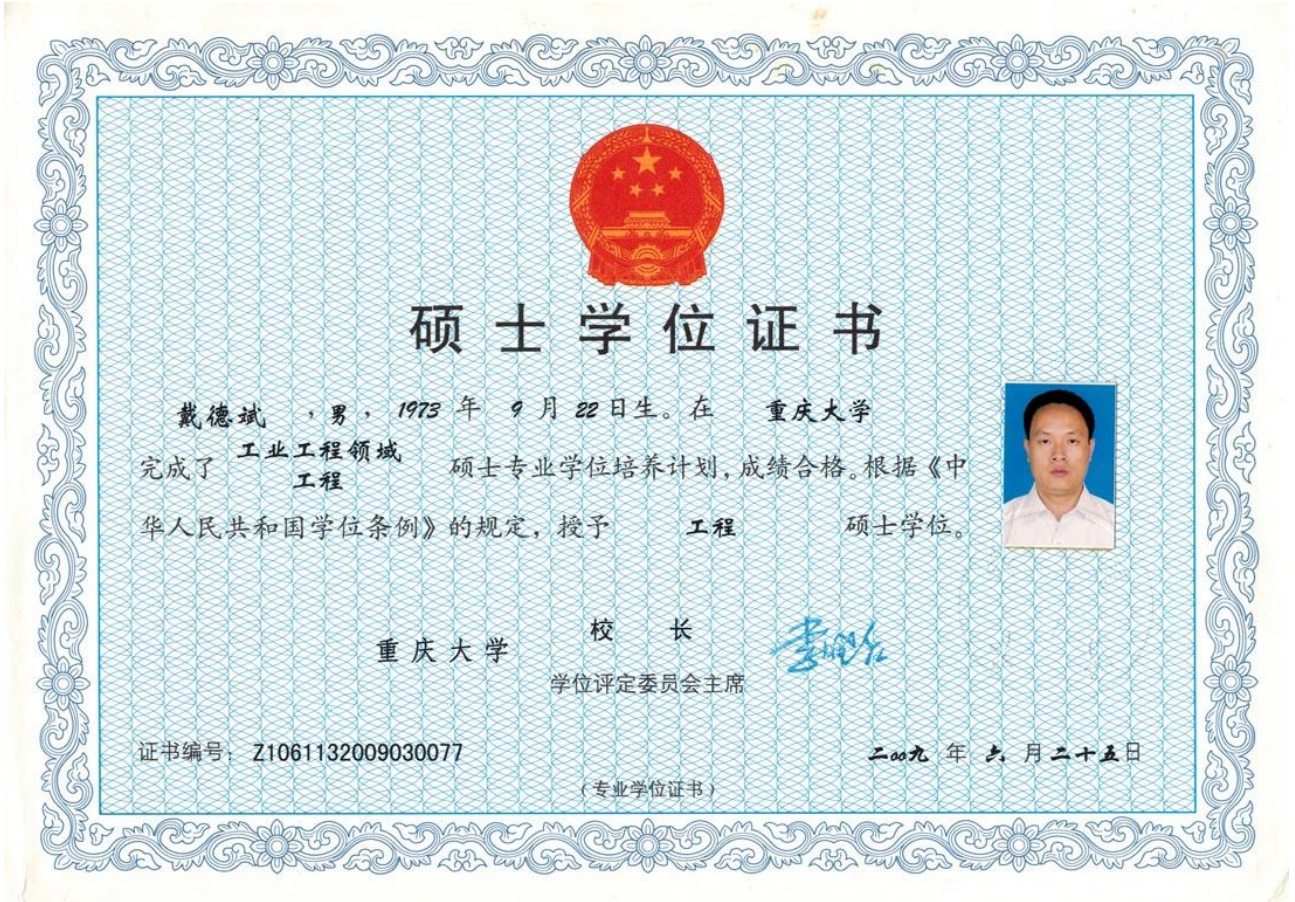 硕士学位证书
戴德斌 ，男，1973 年 9 月 22 日生。在 重庆大学
完成了 工业工程领域 工程 硕士专业学位培养计划，成绩合格。根据《中
华人民共和国学位条例》的规定，授予 工程 硕士学位。
重庆大学 校长
学位评定委员会主席
证书编号：Z1061132009030077 二〇〇九 年 六 月二十五日
（专业学位证书）